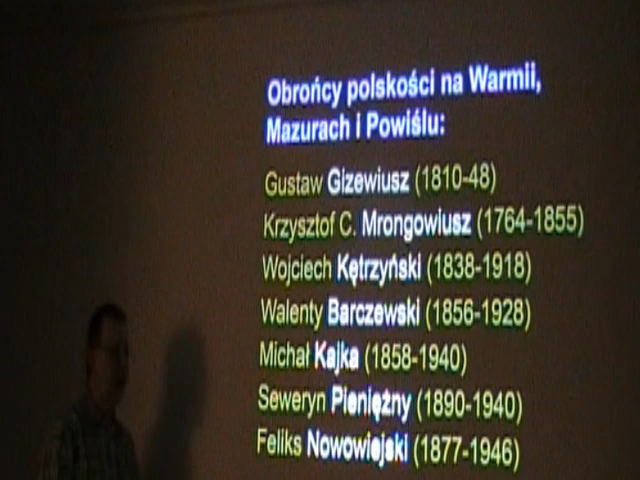 Obrońcy polskości na Warmii,
Mazurach i Powiślu:
Gustaw Gizewiusz (1810-48)
Krzysztof C. Mrongowiusz (1764-1855)
Wojciech Kętrzyński (1838-1918)
Walenty Barczewski (1856-1928)
Michał Kajka (1858-1940)
Seweryn Pieniężny (1890-1940)
Feliks Nowowiejski (1877-1946)